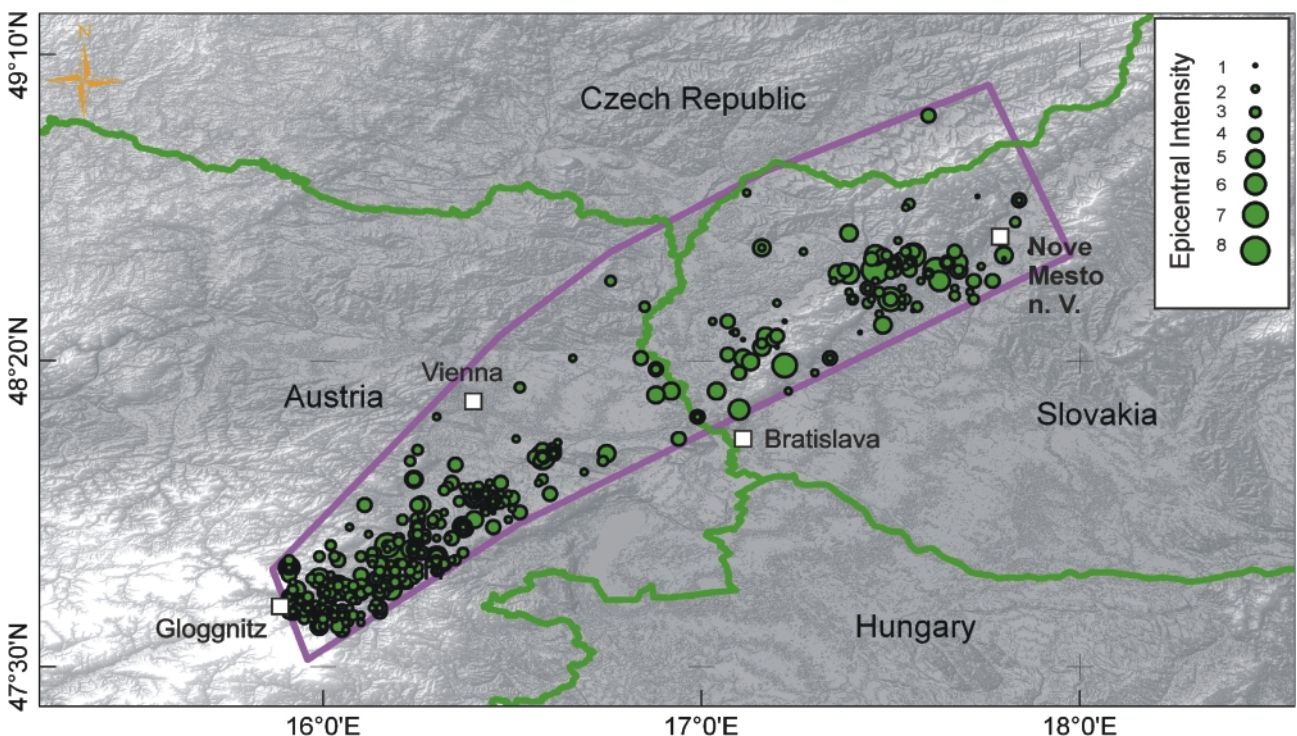 N
49°10'N
48°20'N
47°30'N
16°0'E
17°0'E
18°0'E
Czech Republic
Austria
Vienna
Gloggnitz
Bratislava
Slovakia
Hungary
Nove
Mesto
n. V.
Epicentral Intensity
1
2
3
4
5
6
7
8